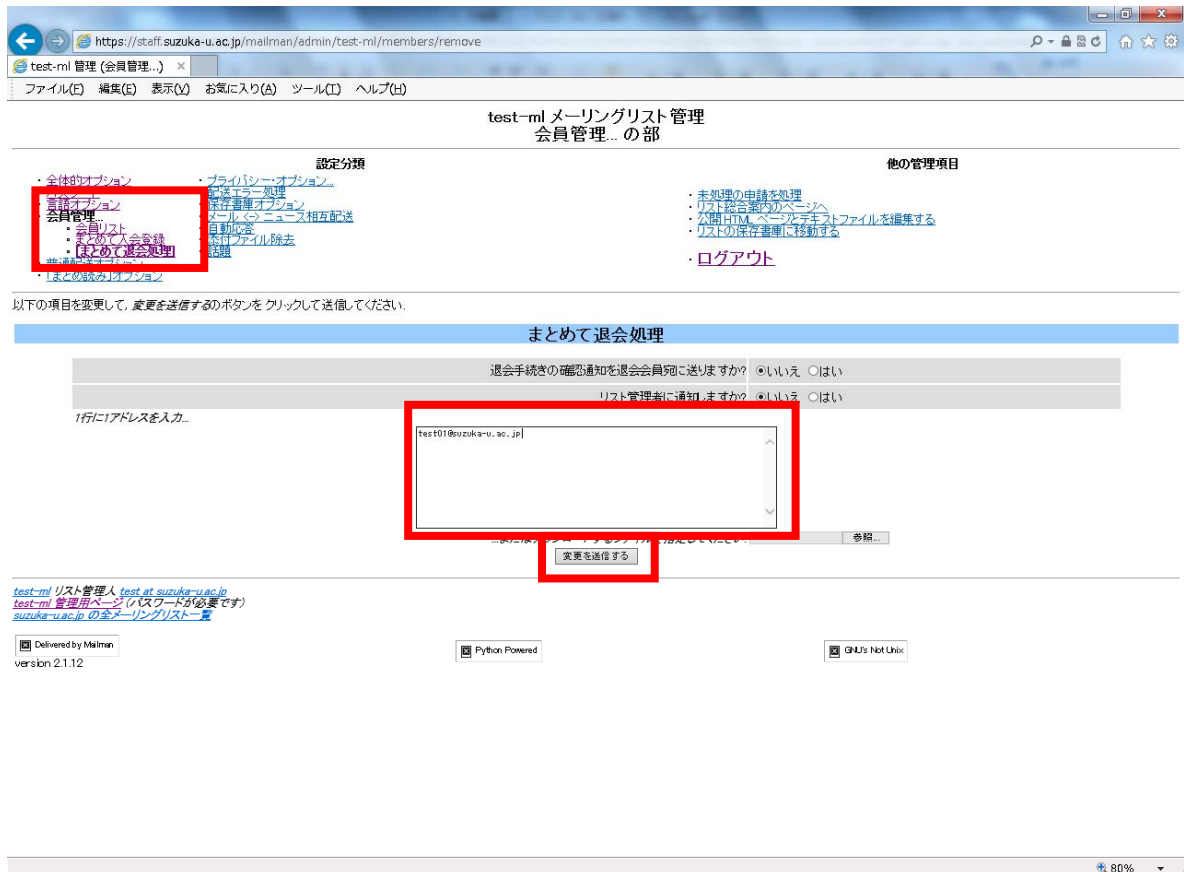 https://staff.suzuka-u.ac.jp/mailman/admin/test-ml/members/remove
test-ml 管理 (会員管理...) ×
ファイル(F) 編集(E) 表示(V) お気に入り(A) ツール(T) ヘルプ(H)
test-ml メーリングリスト管理
会員管理... の部
設定分類
他の管理項目
・全体的オプション
・言語オプション
・会員管理...
・会員リスト
・まとめて入会登録
・[まとめて退会処理]
・普通配送オプション
・「まとめ読み」オプション
・プライバシー・オプション...
・配送エラー処理
・保存書庫オプション
・メール <-> ニュース相互配送
・自動応答
・添付ファイル除去
・話題
・未処理の申請を処理
・リスト総合案内のページへ
・公開 HTML ページとテキストファイルを編集する
・リストの保存書庫に移動する
・ログアウト
以下の項目を変更して, 変更を送信するのボタンを クリックして送信してください.
まとめて退会処理
退会手続きの確認通知を退会会員宛に送りますか? いいえ はい
リスト管理者に通知しますか? いいえ はい
1行に1アドレスを入力...
test01@suzuka-u.ac.jp
参照...
変更を送信する
test-ml リスト管理人 test at suzuka-u.ac.jp
test-ml 管理用ページ (パスワードが必要です)
suzuka-u.ac.jp の全メーリングリスト一覧
Delivered by Mailman
version 2.1.12
Python Powered
GNU's Not Unix
80%